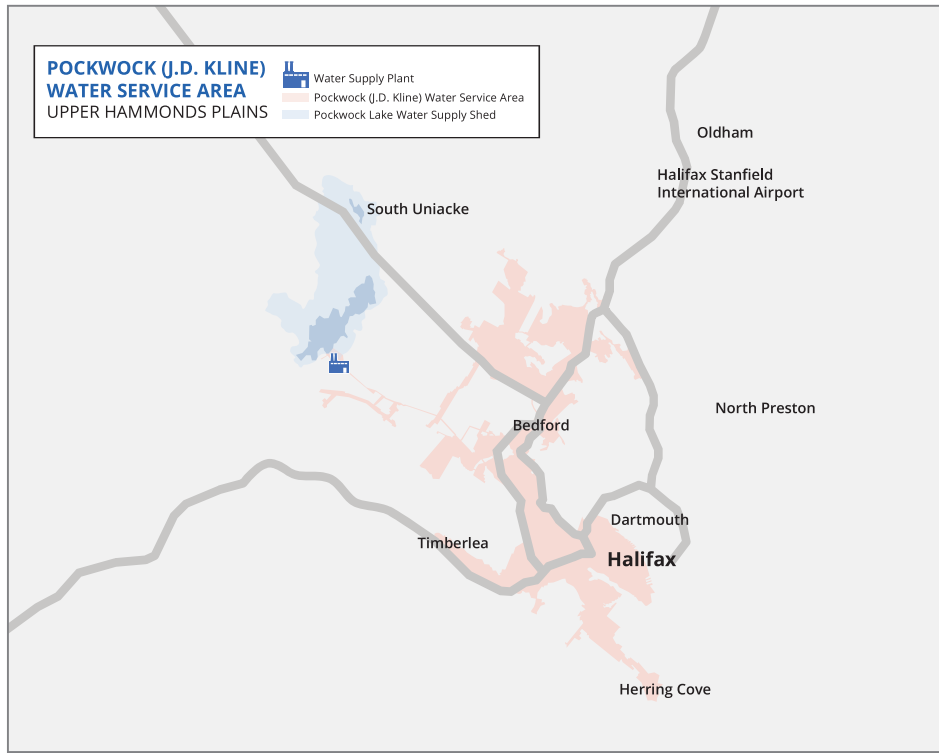 POCKWOCK (J.D. KLINE)
WATER SERVICE AREA
UPPER HAMMONDS PLAINS
Water Supply Plant
Pockwock (J.D. Kline) Water Service Area
Pockwock Lake Water Supply Shed
Oldham
Halifax Stanfield
International Airport
South Uniacke
North Preston
Bedford
Dartmouth
Timberlea
Halifax
Herring Cove